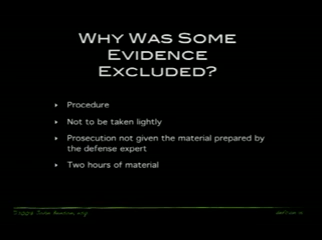 WHY WAS SOME
EVIDENCE
EXCLUDED?
Procedure
Not to be taken lightly
Prosecution not given the material prepared by
the defense expert
Two hours of material